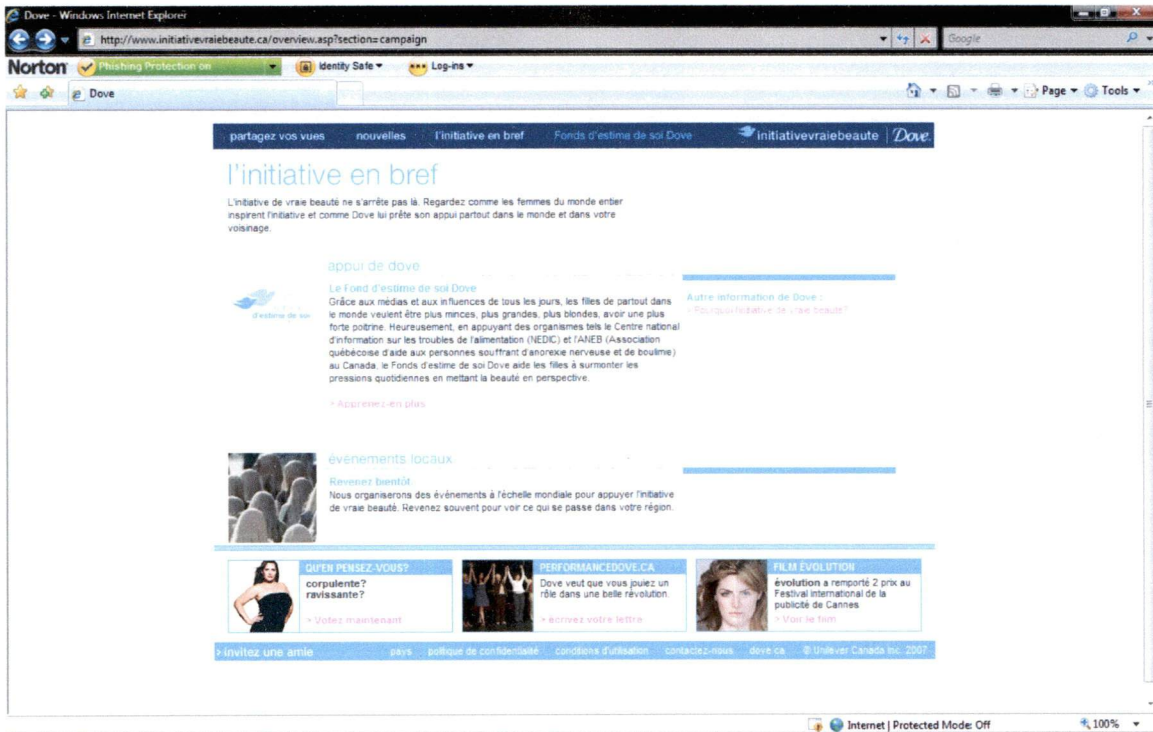 Dove - Windows Internet Explorer
http://www.initiativevraiebeaute.ca/overview.asp?section=campaign
Google
Norton
Phishing Protection on
Identity Safe
Log-ins
Dove
Page
Tools
partagez vos vues
nouvelles
l'initiative en bref
Fonds d'estime de soi Dove
initiativevraiebeaute | Dove
l'initiative en bref
L'initiative de vraie beauté ne s'arrête pas là. Regardez comme les femmes du monde entier
inspirent l'initiative et comme Dove lui prête son appui partout dans le monde et dans votre
voisinage.
appui de dove
d'estime de soi
Le Fond d'estime de soi Dove
Grâce aux médias et aux influences de tous les jours, les filles de partout dans
le monde veulent être plus minces, plus grandes, plus blondes, avoir une plus
forte poitrine. Heureusement, en appuyant des organismes tels le Centre national
d'information sur les troubles de l'alimentation (NEDIC) et l'ANEB (Association
québécoise d'aide aux personnes souffrant d'anorexie nerveuse et de boulimie)
au Canada, le Fonds d'estime de soi Dove aide les filles à surmonter les
pressions quotidiennes en mettant la beauté en perspective.
> Apprenez-en plus
Autre information de Dove :
> Pourquoi l'initiative de vraie beauté?
événements locaux
Revenez bientôt
Nous organiserons des événements à l'échelle mondiale pour appuyer l'initiative
de vraie beauté. Revenez souvent pour voir ce qui se passe dans votre région.
QU'EN PENSEZ-VOUS?
corpulente?
ravissante?
> Votez maintenant
PERFORMANCEDOVE.CA
Dove veut que vous jouiez un
rôle dans une belle révolution.
> écrivez votre lettre
FILM ÉVOLUTION
évolution a remporté 2 prix au
Festival international de la
publicité de Cannes
> Voir le film
> invitez une amie
pays
politique de confidentialité
conditions d'utilisation
contactez-nous
dove.ca
© Unilever Canada Inc. 2007
Internet | Protected Mode: Off
100%